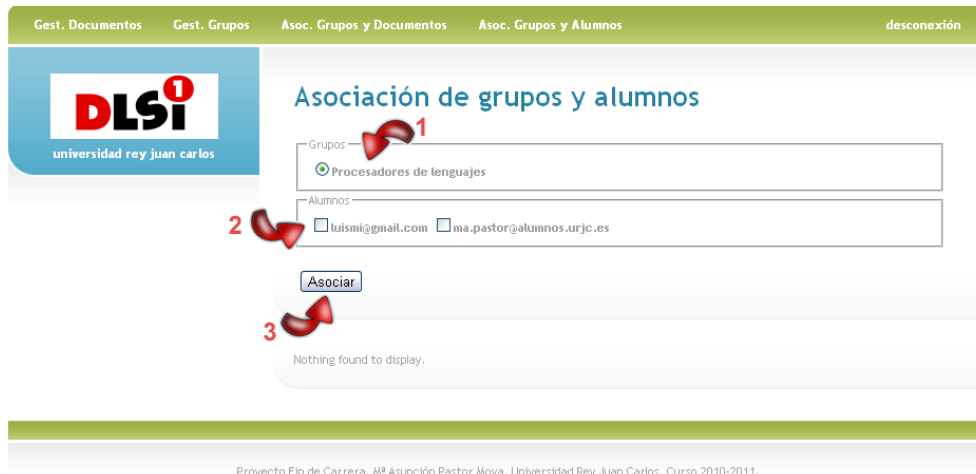 Gest. Documentos Gest. Grupos Asoc. Grupos y Documentos Asoc. Grupos y Alumnos desconexión
DLSi 1
universidad rey juan carlos
Asociación de grupos y alumnos
1
Grupos
Procesadores de lenguajes
Alumnos
2
luismi@gmail.com ma.pastor@alumnos.urjc.es
Asociar
3
Nothing found to display.
Proyecto Fin de Carrera. Mª Asunción Pastor Moya. Universidad Rey Juan Carlos. Curso 2010-2011.